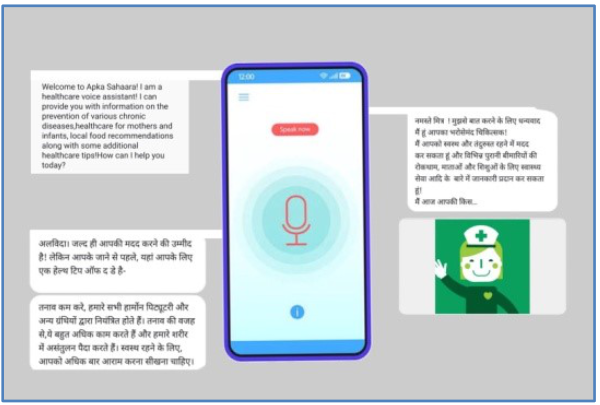 Welcome to Apka Sahaara! I am a
healthcare voice assistant! I can
provide you with information on the
prevention of various chronic
diseases,healthcare for mothers and
infants, local food recommendations
along with some additional
healthcare tips!How can I help you
today?
12:00
Speak now
नमस्ते मित्र ! मुझसे बात करने के लिए धन्यवाद
मैं हूं आपका भरोसेमंद चिकित्सक!
मैं आपको स्वस्थ और तंदुरुस्त रहने में मदद
कर सकता हूं और विभिन्न पुरानी बीमारियों की
रोकथाम, माताओं और शिशुओं के लिए स्वास्थ्य
सेवा आदि के बारे में जानकारी प्रदान कर सकता
हूं!
मैं आज आपकी किस...
अलविदा। जल्द ही आपकी मदद करने की उम्मीद
है! लेकिन आपके जाने से पहले, यहां आपके लिए
एक हेल्थ टिप ऑफ द डे है-
तनाव कम करे, हमारे सभी हार्मोन पिट्यूटरी और
अन्य ग्रंथियों द्वारा नियंत्रित होते हैं। तनाव की वजह
से,ये बहुत अधिक काम करते हैं और हमारे शरीर
में असंतुलन पैदा करते हैं। स्वस्थ रहने के लिए,
आपको अधिक बार आराम करना सीखना चाहिए।